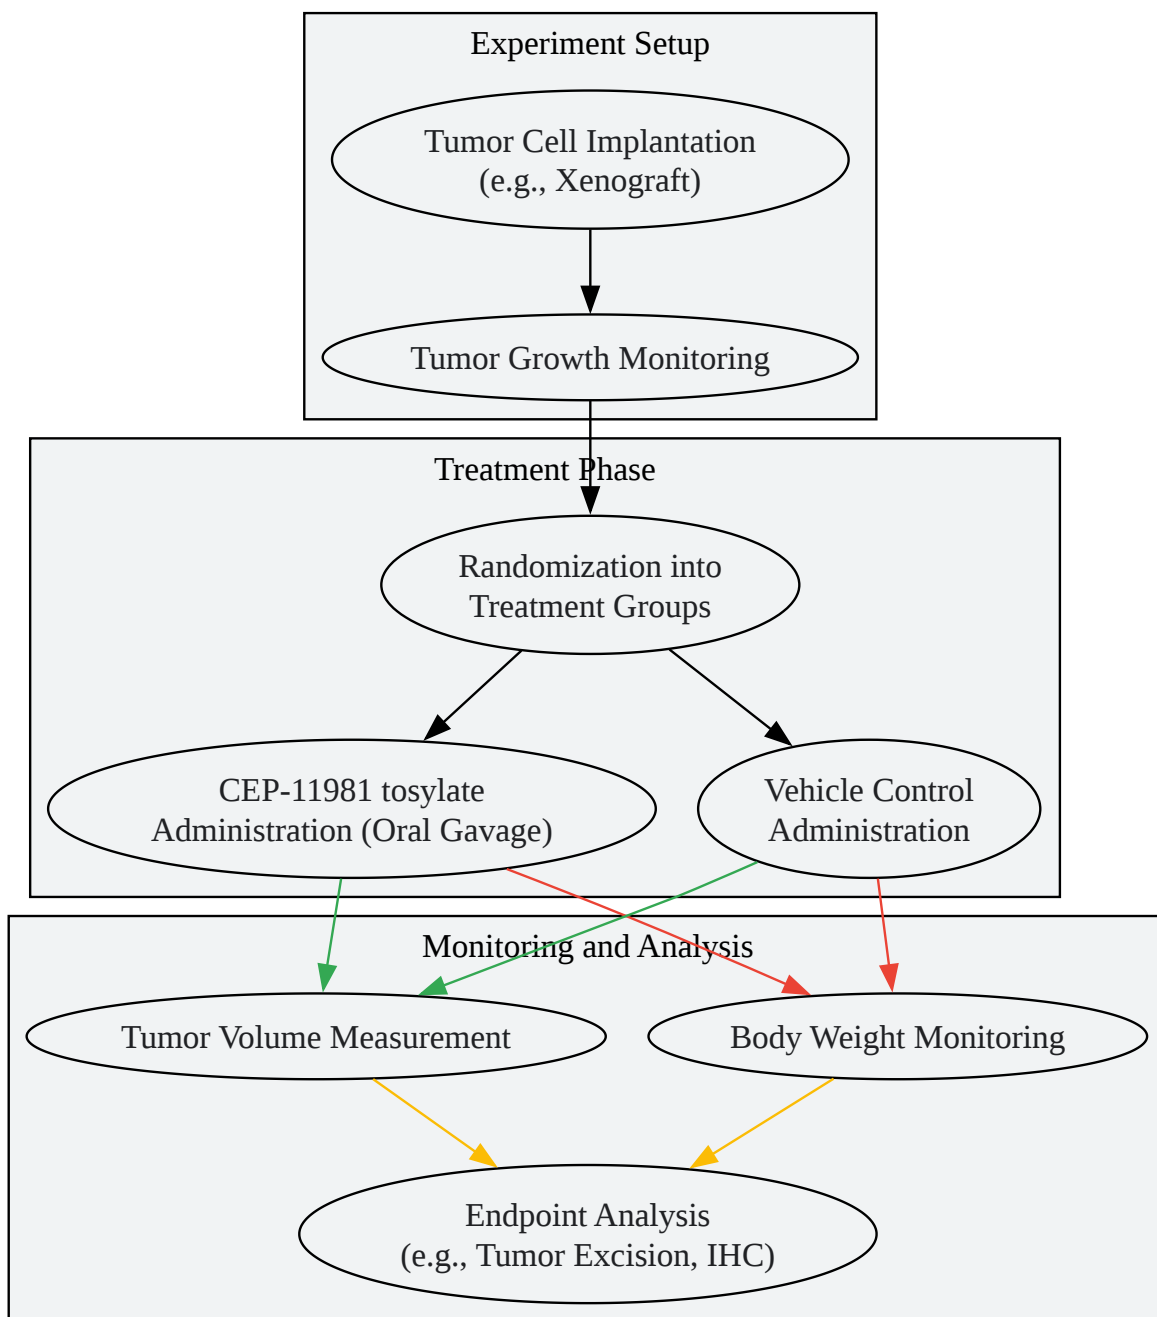 Experiment Setup
Tumor Cell Implantation
(e.g., Xenograft)
Tumor Growth Monitoring
Treatment Phase
Randomization into
Treatment Groups
CEP-11981 tosylate
Administration (Oral Gavage)
Vehicle Control
Administration
Monitoring and Analysis
Tumor Volume Measurement
Body Weight Monitoring
Endpoint Analysis
(e.g., Tumor Excision, IHC)